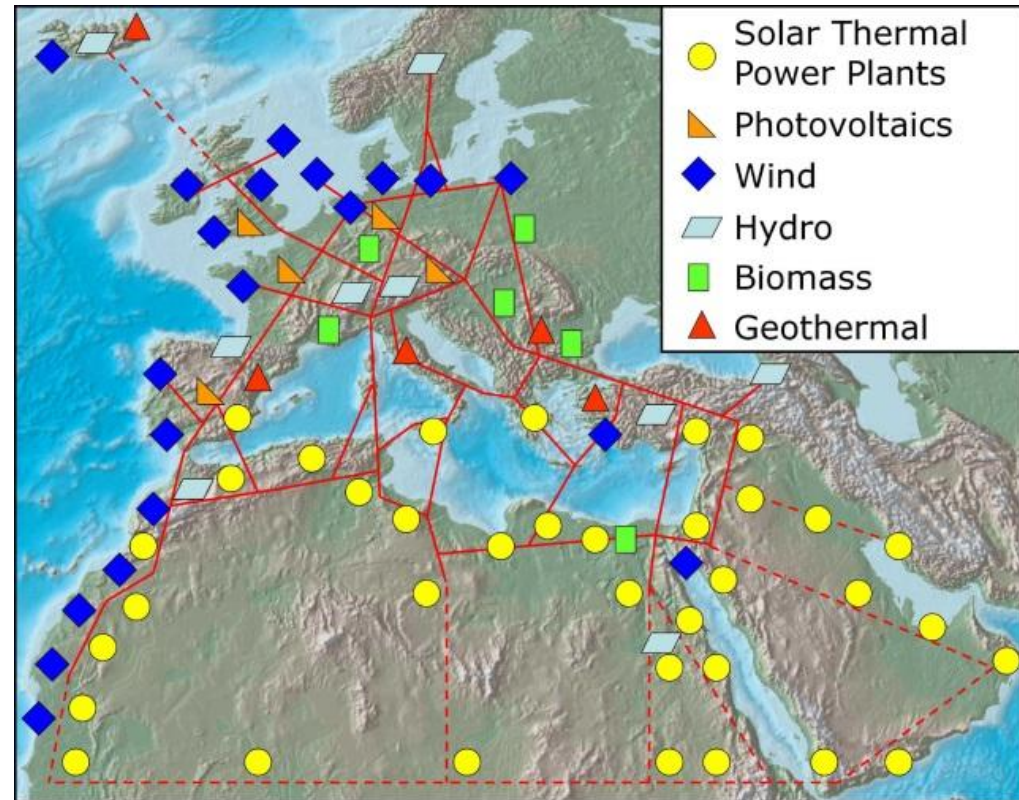 Solar Thermal
Power Plants
Photovoltaics
Wind
Hydro
Biomass
Geothermal